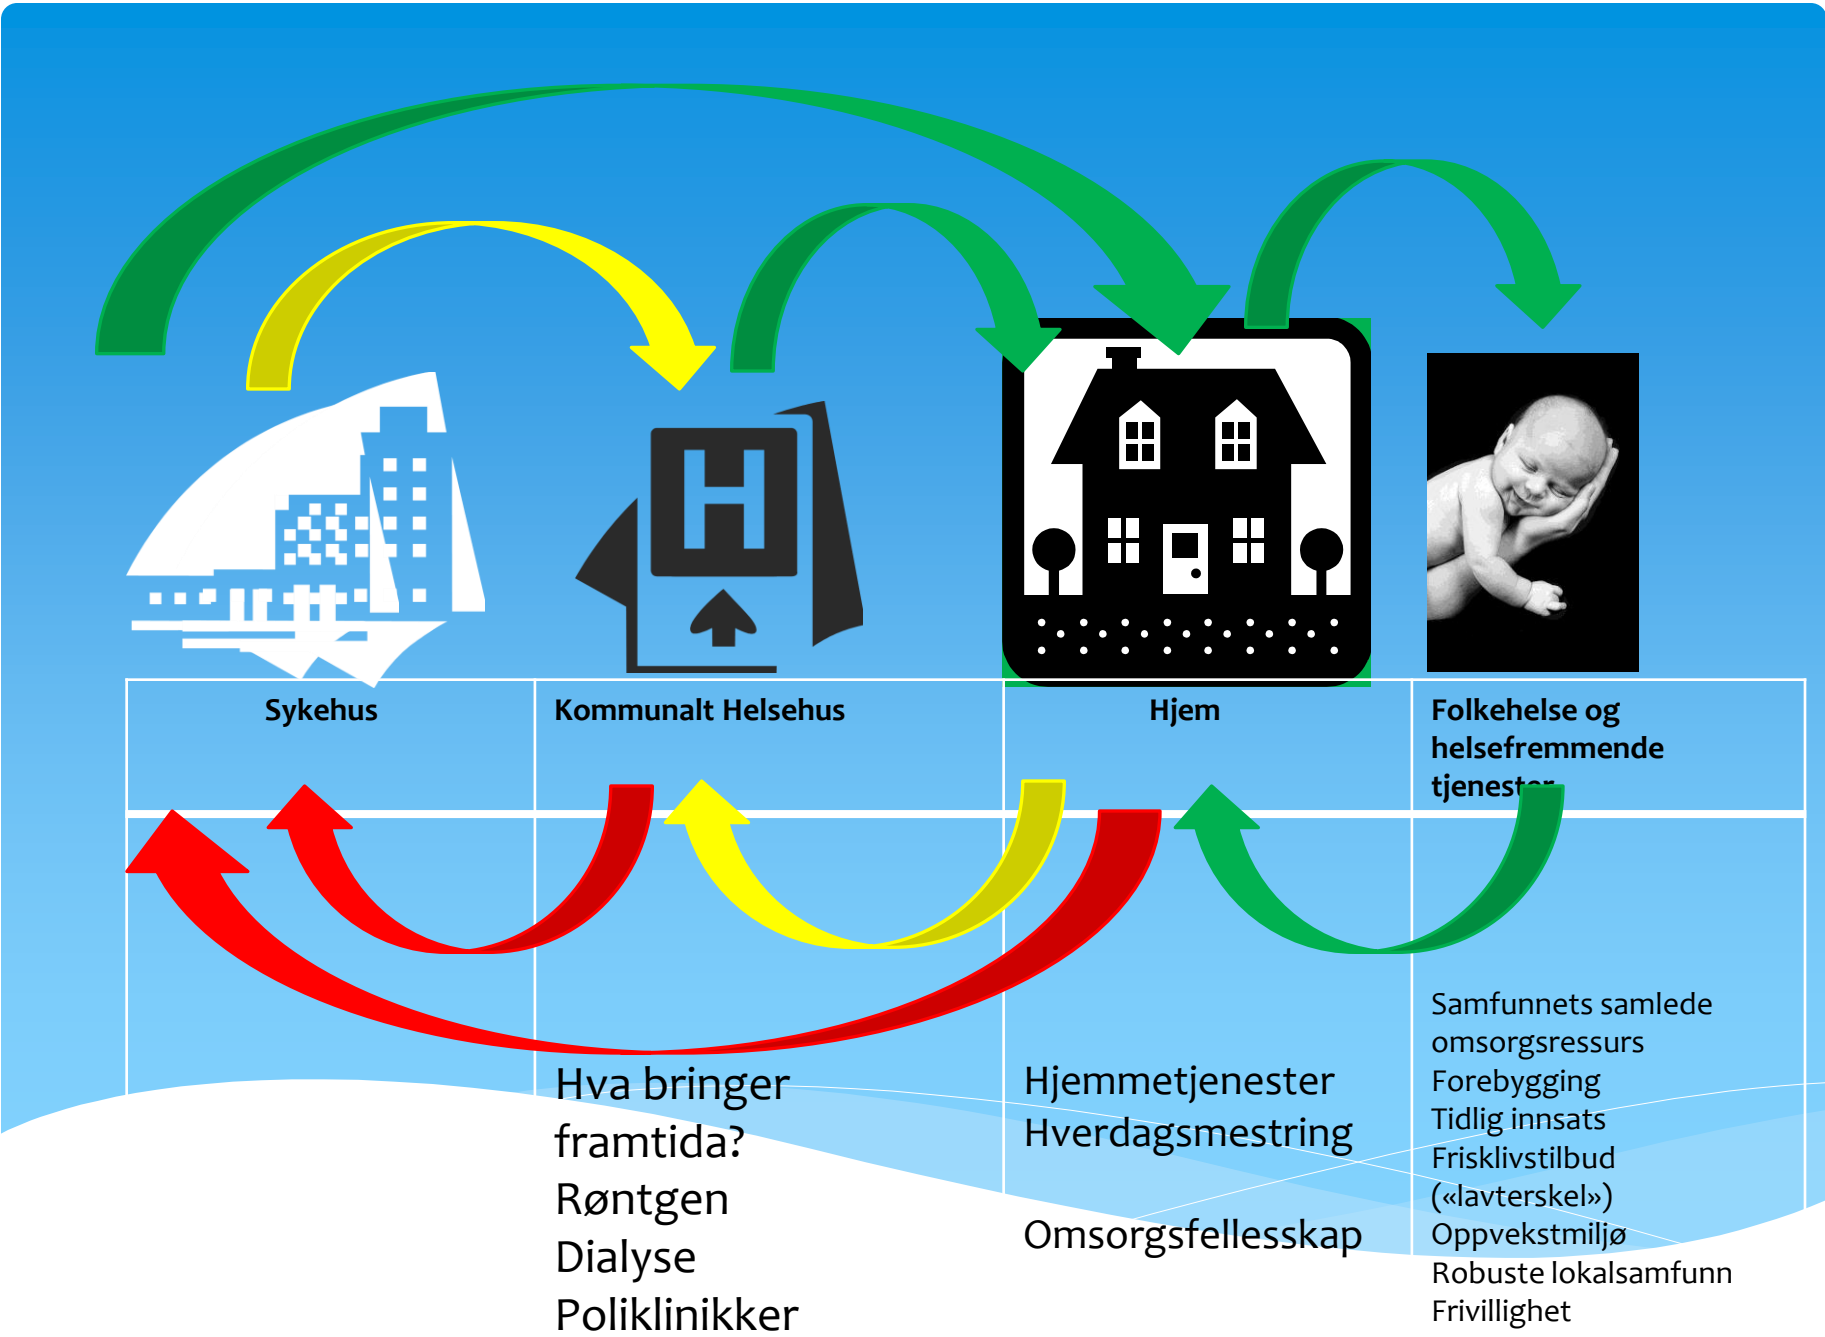 H
Sykehus
Kommunalt Helsehus
Hjem
Folkehelse og
helsefremmende
tjenester
Hva bringer
framtida?
Røntgen
Dialyse
Poliklinikker
Hjemmetjenester
Hverdagsmestring
Omsorgsfellesskap
Samfunnets samlede
omsorgsressurs
Forebygging
Tidlig innsats
Frisklivstilbud
(«lavterskel»)
Oppvekstmiljø
Robuste lokalsamfunn
Frivillighet